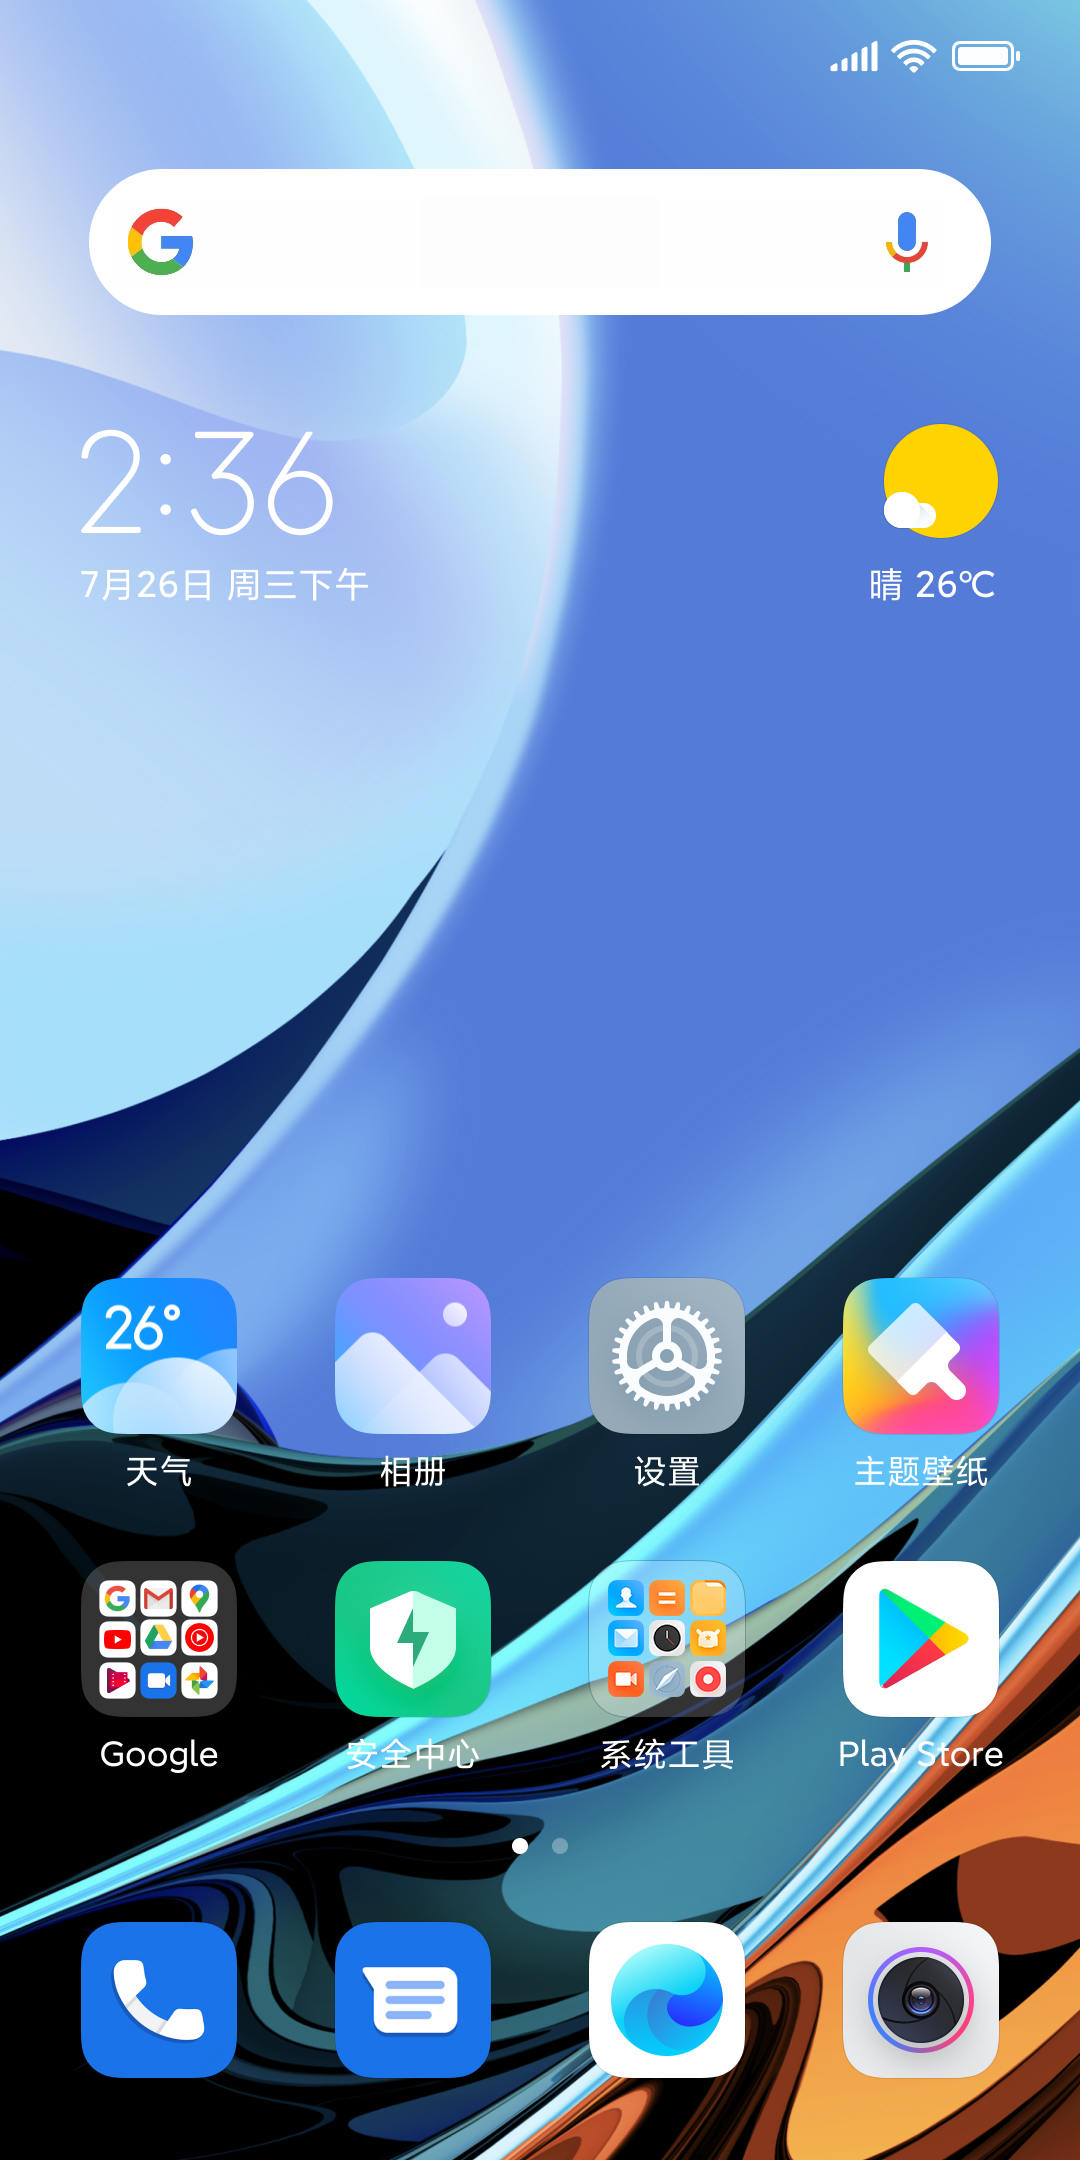 2:36
7月26日 周三下午
晴 26℃
26°
天气
相册
设置
主题壁纸
Google
安全中心
系统工具
Play Store